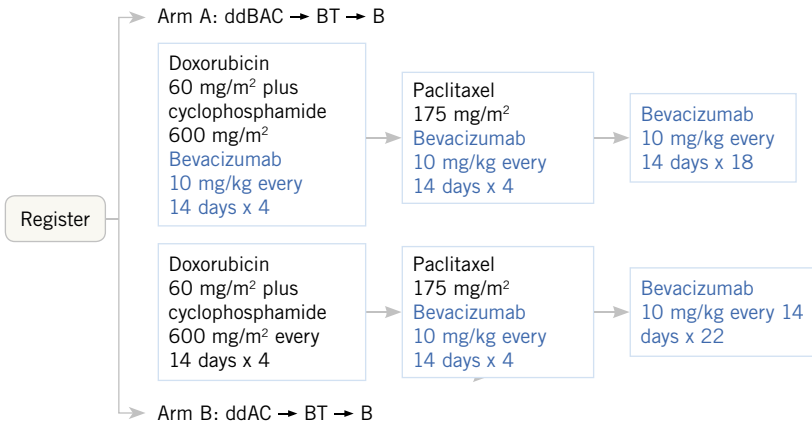 Arm A: ddBAC → BT → B
Doxorubicin
60 mg/m² plus
cyclophosphamide
600 mg/m²
Bevacizumab
10 mg/kg every
14 days x 4
Paclitaxel
175 mg/m²
Bevacizumab
10 mg/kg every
14 days x 4
Bevacizumab
10 mg/kg every
14 days x 18
Register
Doxorubicin
60 mg/m² plus
cyclophosphamide
600 mg/m² every
14 days x 4
Paclitaxel
175 mg/m²
Bevacizumab
10 mg/kg every
14 days x 4
Bevacizumab
10 mg/kg every 14
days x 22
Arm B: ddAC → BT → B